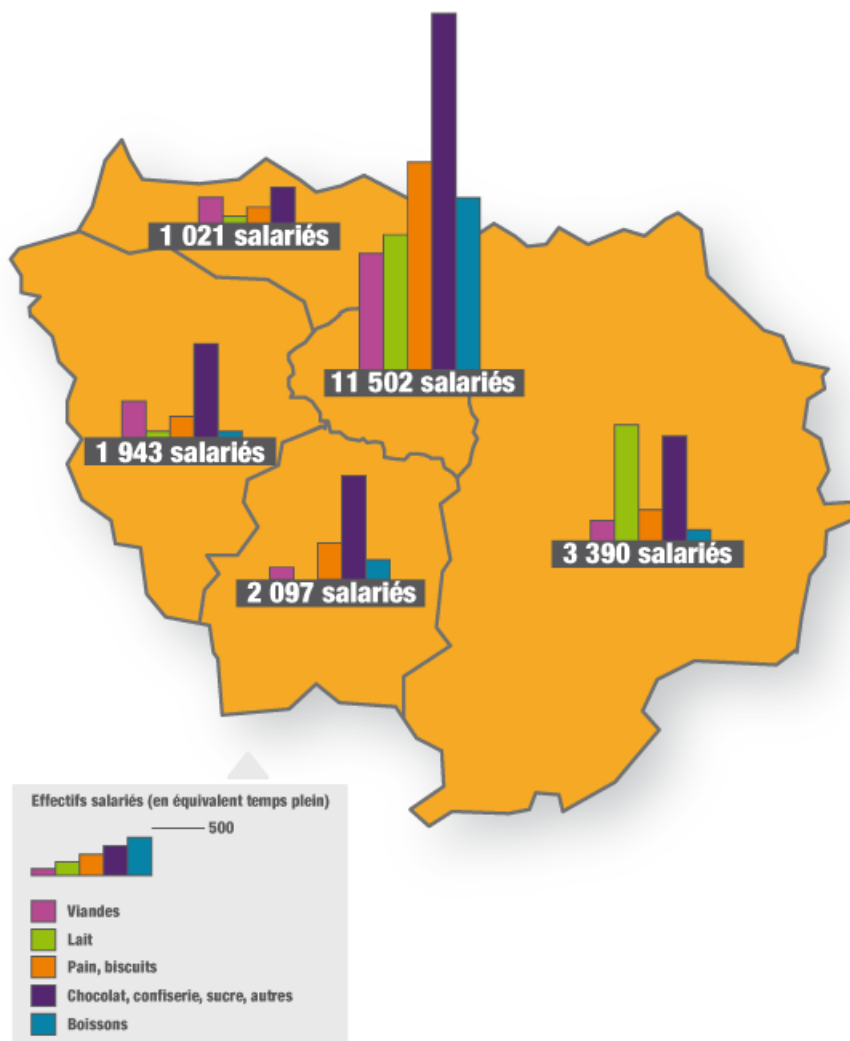 1 021 salariés
11 502 salariés
1 943 salariés
3 390 salariés
2 097 salariés
Effectifs salariés (en équivalent temps plein)
500
Viandes
Lait
Pain, biscuits
Chocolat, confiserie, sucre, autres
Boissons